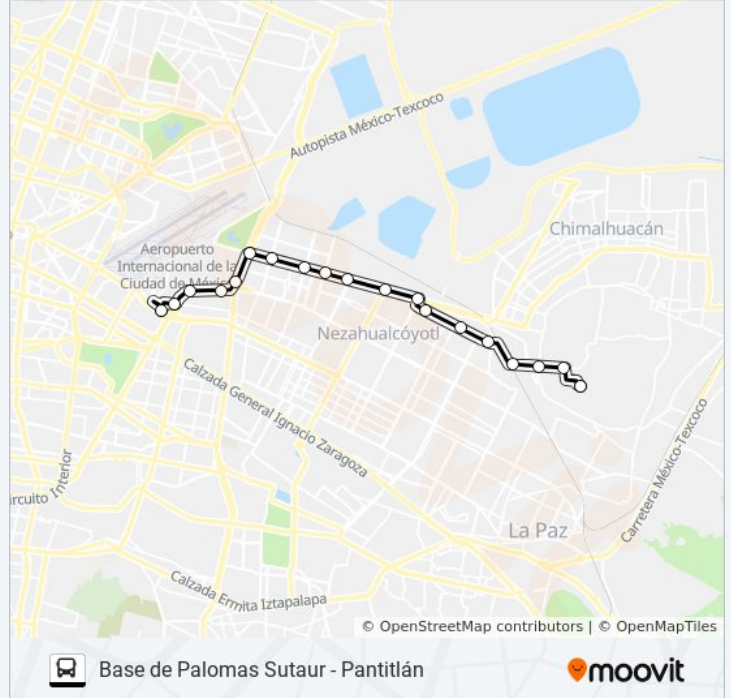 Autopista México-Texcoco
Chimalhuacán
Aeropuerto
Internacional de la
Ciudad de México
Nezahualcóyotl
Calzada General Ignacio Zaragoza
Carretera México-Texcoco
rcuito Interior
La Paz
Calzada Ermita Iztapalapa
© OpenStreetMap contributors | © OpenMapTiles
Base de Palomas Sutaur - Pantitlán
moovit